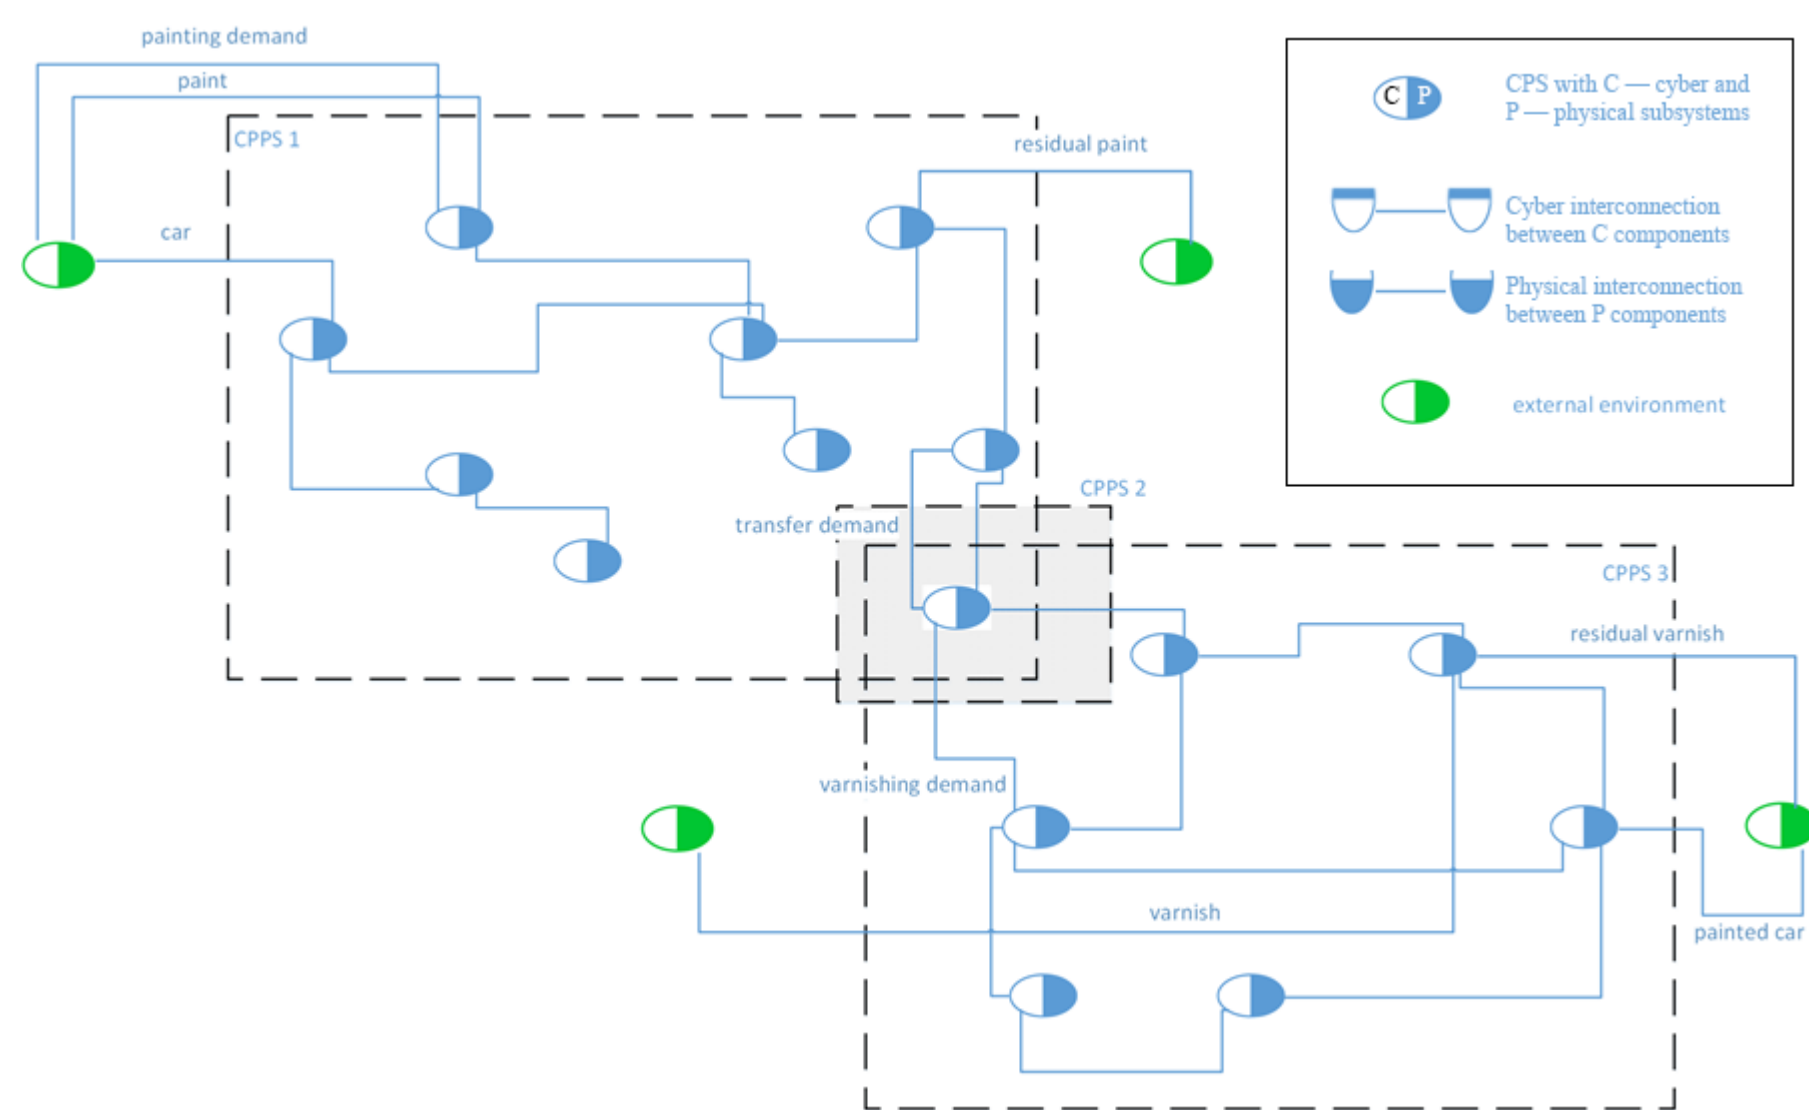 painting demand
paint
CPPS 1
car
residual paint
C P
CPS with C — cyber and
P — physical subsystems
Cyber interconnection
between C components
Physical interconnection
between P components
external environment
CPPS 2
transfer demand
CPPS 3
residual varnish
varnishing demand
varnish
painted car